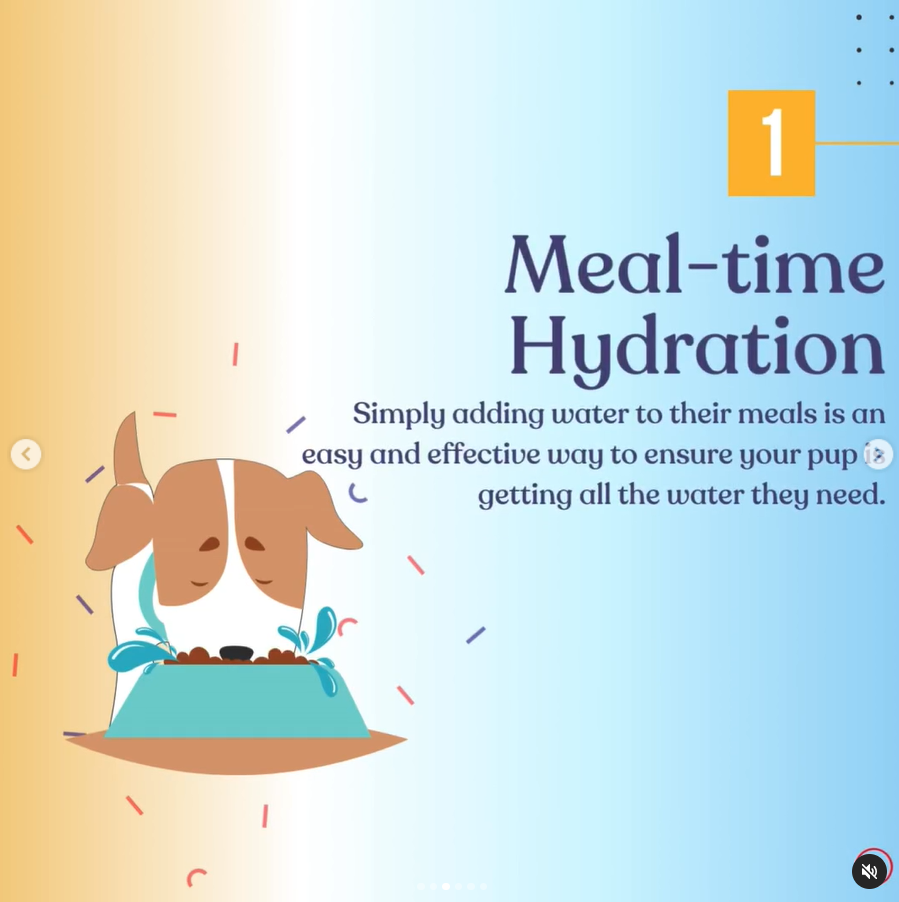 1
Meal-time
Hydration
Simply adding water to their meals is an
easy and effective way to ensure your pup is
getting all the water they need.